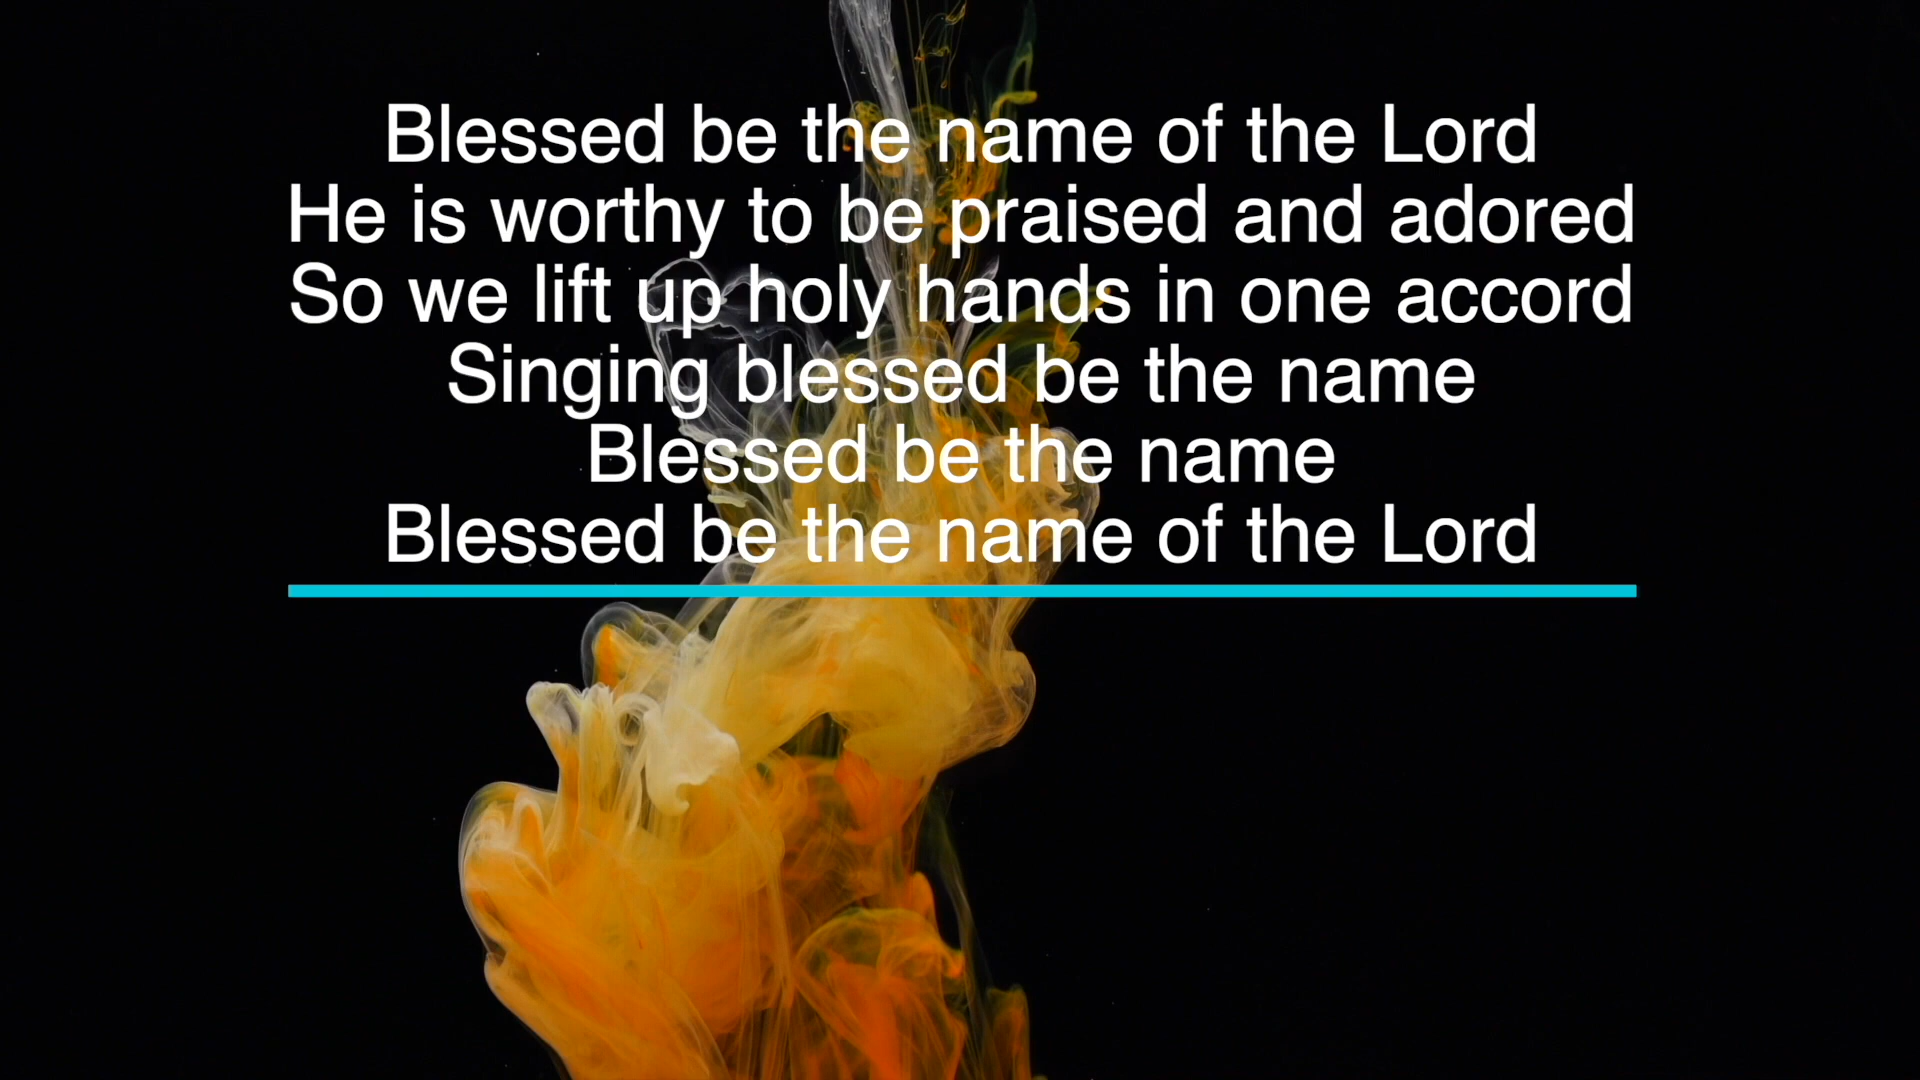 Blessed be the name of the Lord
He is worthy to be praised and adored
So we lift up holy hands in one accord
Singing blessed be the name
Blessed be the name
Blessed be the name of the Lord